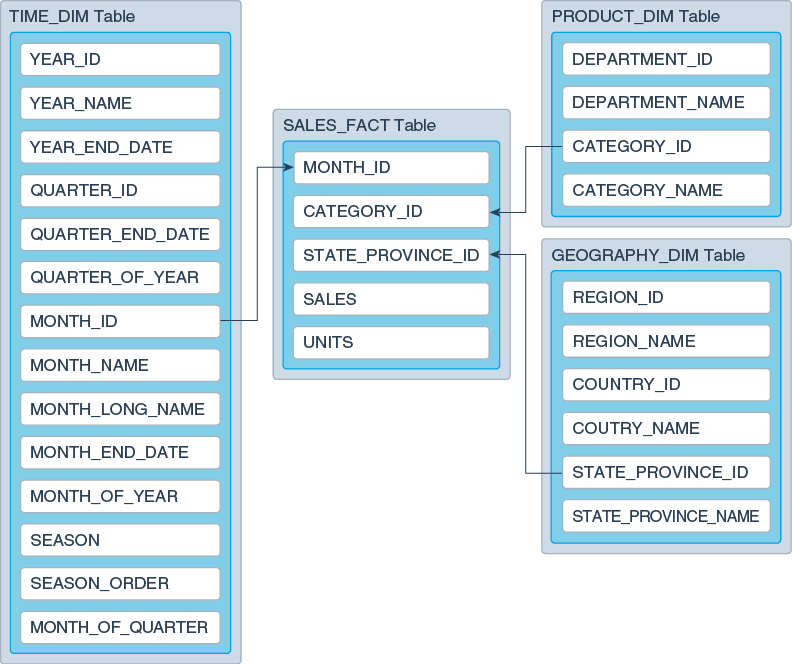 TIME_DIM Table
YEAR_ID
YEAR_NAME
YEAR_END_DATE
QUARTER_ID
QUARTER_END_DATE
QUARTER_OF_YEAR
MONTH_ID
MONTH_NAME
MONTH_LONG_NAME
MONTH_END_DATE
MONTH_OF_YEAR
SEASON
SEASON_ORDER
MONTH_OF_QUARTER
SALES_FACT Table
MONTH_ID
CATEGORY_ID
STATE_PROVINCE_ID
SALES
UNITS
PRODUCT_DIM Table
DEPARTMENT_ID
DEPARTMENT_NAME
CATEGORY_ID
CATEGORY_NAME
GEOGRAPHY_DIM Table
REGION_ID
REGION_NAME
COUNTRY_ID
COUTRY_NAME
STATE_PROVINCE_ID
STATE_PROVINCE_NAME